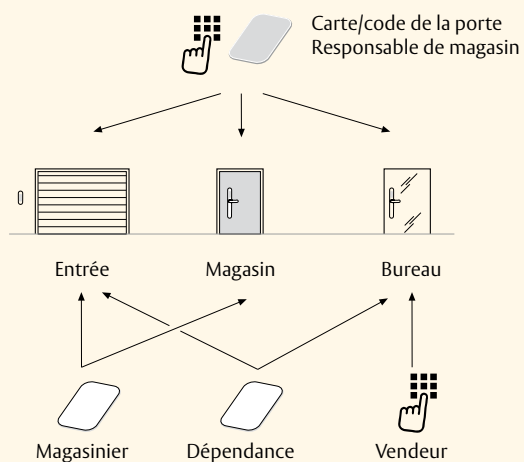 Carte/code de la porte
Responsable de magasin
Entrée
Magasin
Bureau
Magasinier
Dépendance
Vendeur